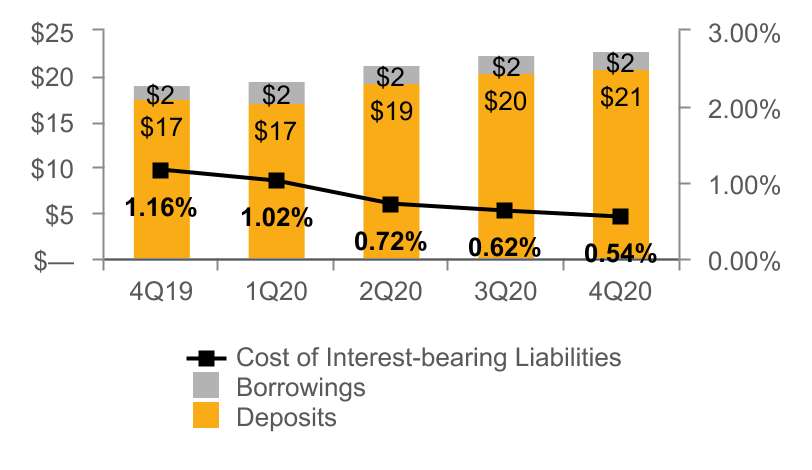 $25 3.00%
$20 $2 $2 $2 $2 $2
$17 $17 $19 $20 $21
$15 2.00%
$10 1.00%
1.16% 1.02% 0.72% 0.62% 0.54%
$5
$— 0.00%
4Q19 1Q20 2Q20 3Q20 4Q20
Cost of Interest-bearing Liabilities
Borrowings
Deposits